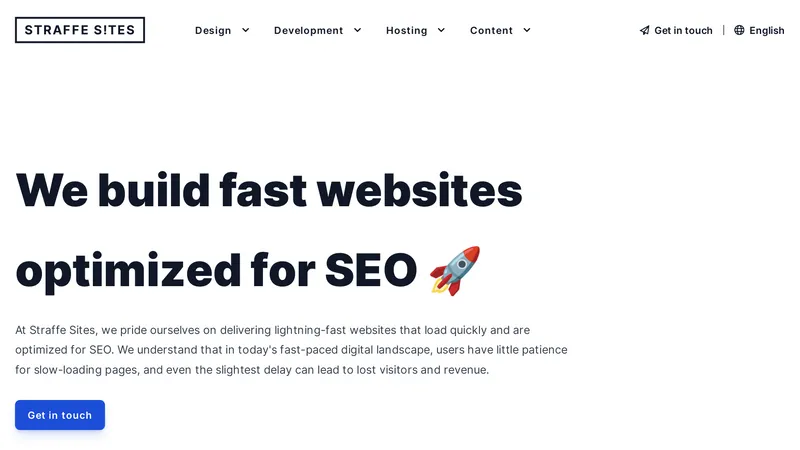 STRAFFE S!TES
Design Development Hosting Content Get in touch | English
We build fast websites
optimized for SEO 🚀
At Straffe Sites, we pride ourselves on delivering lightning-fast websites that load quickly and are
optimized for SEO. We understand that in today's fast-paced digital landscape, users have little patience
for slow-loading pages, and even the slightest delay can lead to lost visitors and revenue.
Get in touch